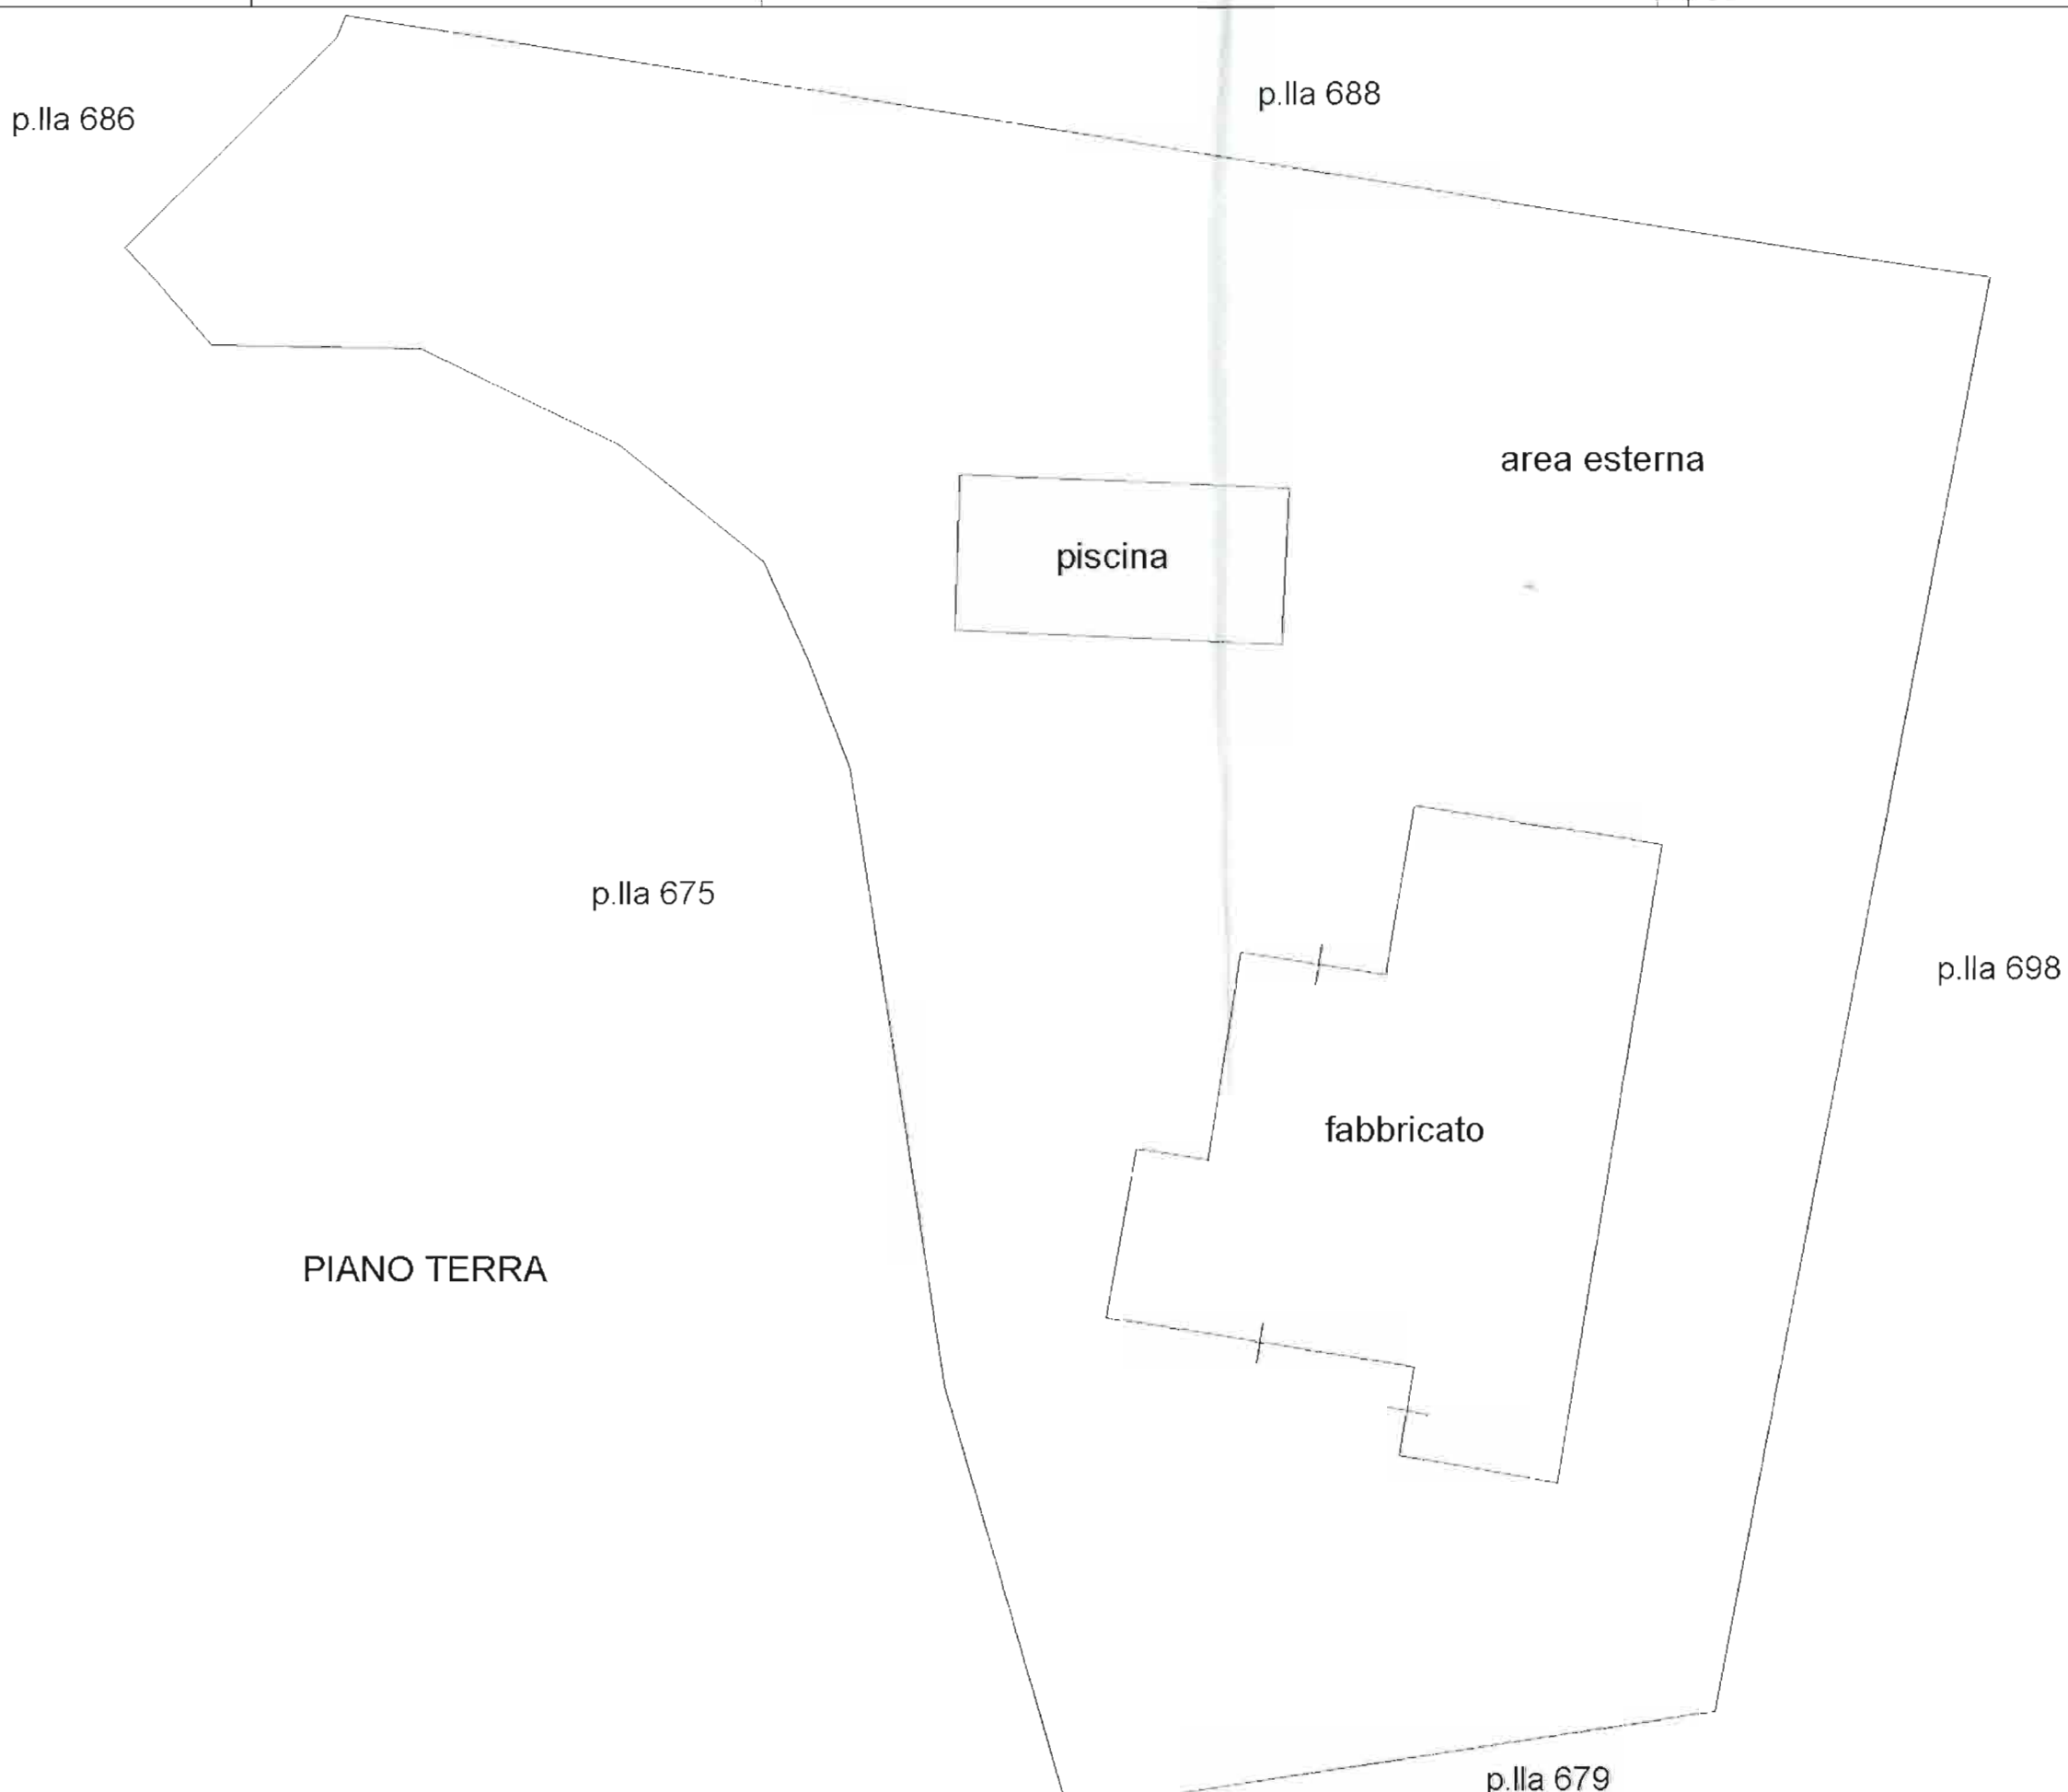 p.lla 688
p.lla 686
area esterna
piscina
p.lla 675
p.lla 698
fabbricato
PIANO TERRA
p.lla 679